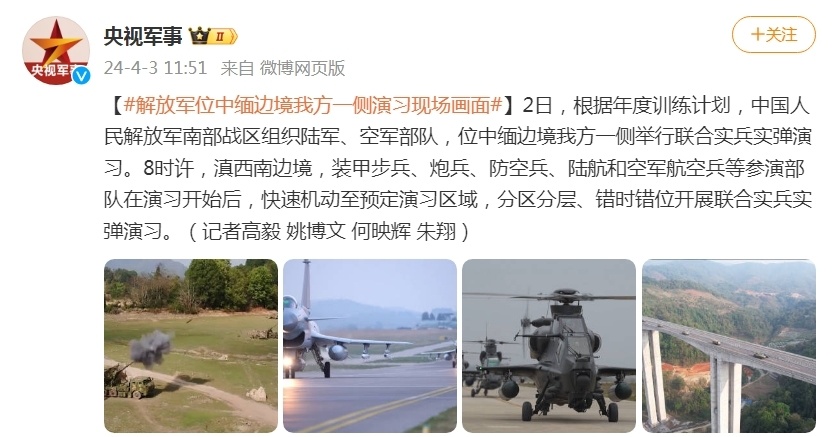 央视军事 II
+关注
央视军事
24-4-3 11:51 来自 微博网页版
【#解放军位中缅边境我方一侧演习现场画面#】2日，根据年度训练计划，中国人
民解放军南部战区组织陆军、空军部队，位中缅边境我方一侧举行联合实兵实弹演
习。8时许，滇西南边境，装甲步兵、炮兵、防空兵、陆航和空军航空兵等参演部
队在演习开始后，快速机动至预定演习区域，分区分层、错时错位开展联合实兵实
弹演习。（记者高毅 姚博文 何映辉 朱翔）